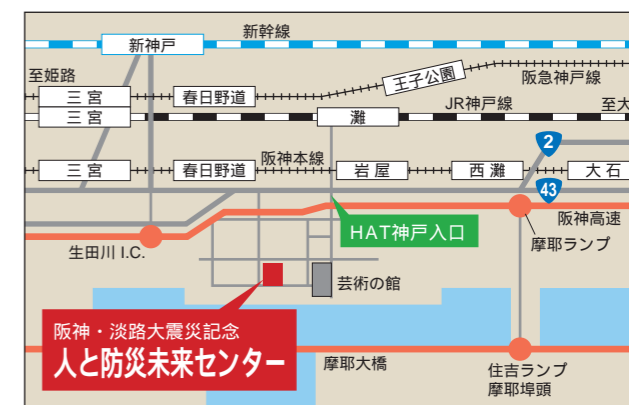 新幹線
新神戸
至姫路
王子公園
阪急神戸線
三宮
春日野道
JR神戸線
至大
三宮
灘
2
阪神本線
三宮
春日野道
岩屋
西灘
大石
43
HAT神戸入口
阪神高速
摩耶ランプ
生田川I.C.
芸術の館
阪神・淡路大震災記念
人と防災未来センター
摩耶大橋
住吉ランプ
摩耶埠頭